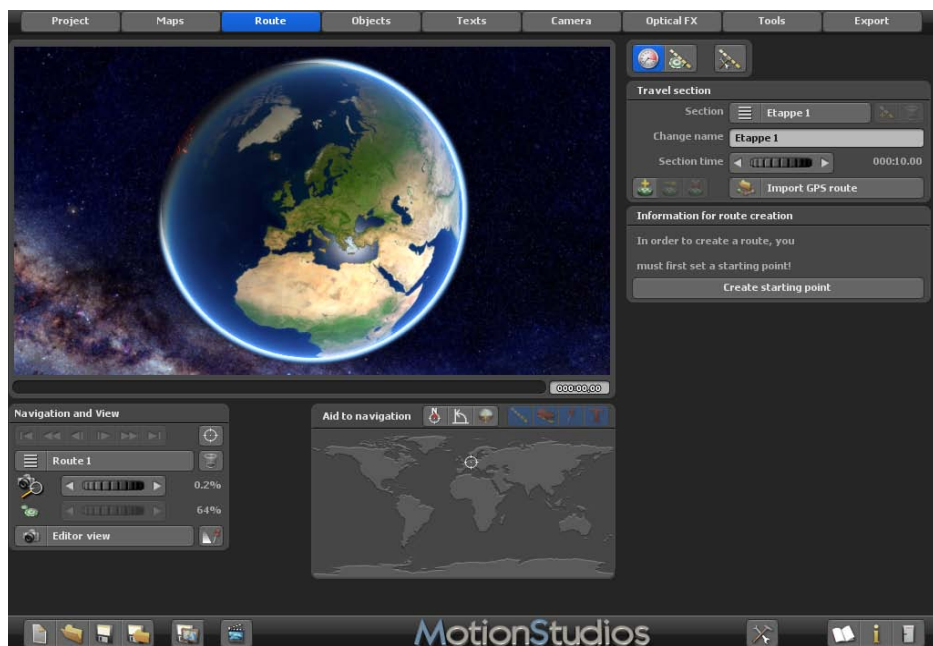 Project Maps Route Objects Texts Camera Optical FX Tools Export
Travel section
Section Etappe 1
Change name Etappe 1
Section time 000:10.00
Import GPS route
Information for route creation
In order to create a route, you
must first set a starting point!
Create starting point
000:00,00
Navigation and View
Route 1
0.2%
64%
Editor view
Aid to navigation
N
MotionStudios